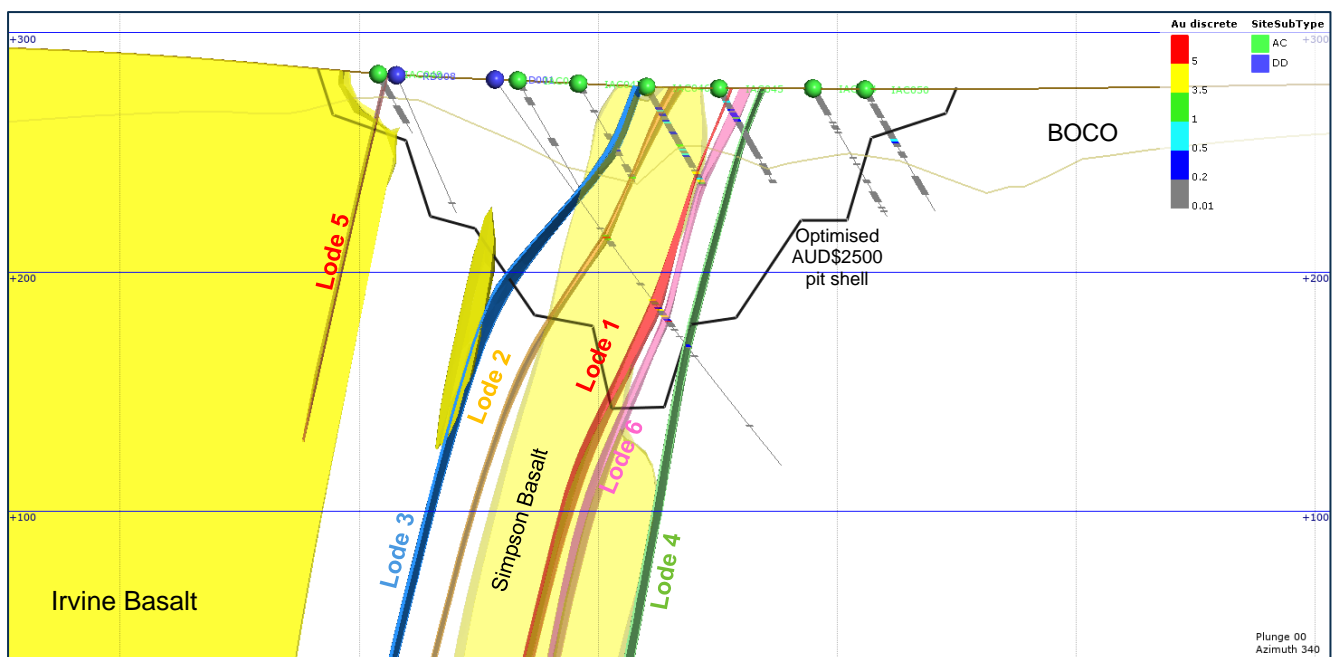 +300
Au discrete
SiteSubType
5
3.5
1
0.5
0.2
0.01
AC
DD
+300
RD008
BOCO
Lode 5
Optimised
AUD$2500
pit shell
+200
+200
Lode 2
Lode 1
Lode 6
Simpson Basalt
Lode 3
Lode 4
+100
+100
Irvine Basalt
Plunge 00
Azimuth 340